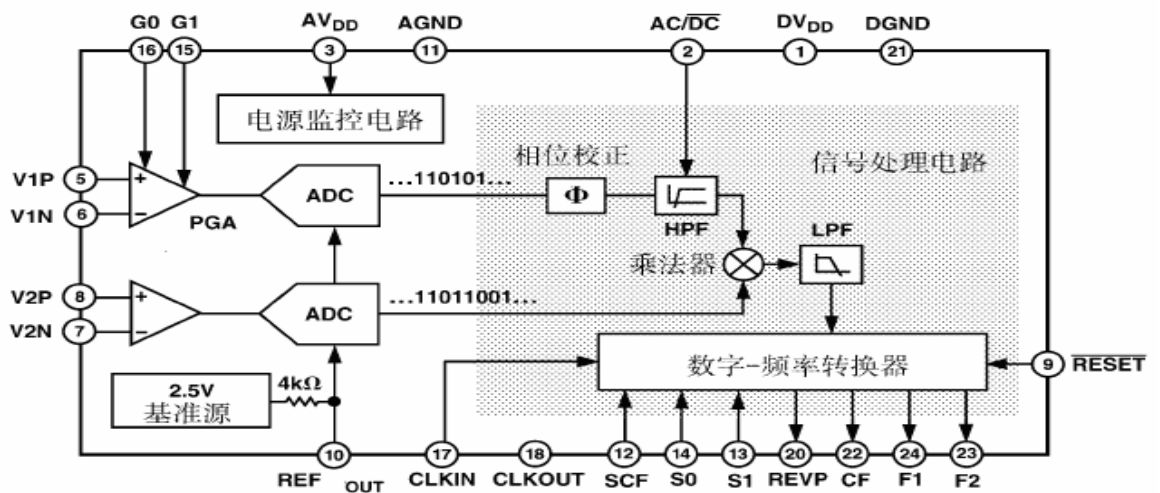 G0 G1 AVDD AGND AC/DC DVDD DGND
16 15 3 11 2 1 21
电源监控电路
相位校正
信号处理电路
V1P 5 + ADC ...110101... Φ
V1N 6 −
PGA HPF LPF
乘法器
V2P 8 + ADC ...11011001...
V2N 7 −
数字-频率转换器 9 RESET
2.5V 4kΩ
基准源
10 17 18 12 14 13 20 22 24 23
REF OUT CLKIN CLKOUT SCF S0 S1 REVP CF F1 F2